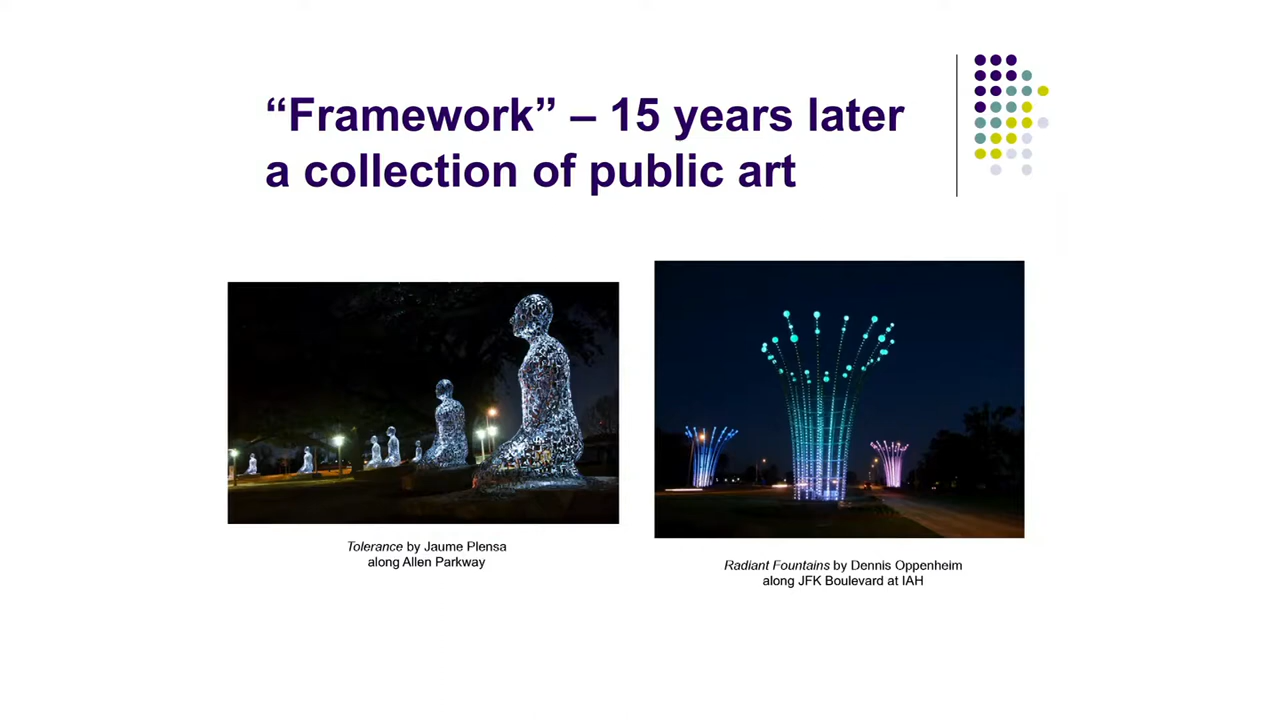 “Framework” – 15 years later
a collection of public art
Tolerance by Jaume Plensa
along Allen Parkway
Radiant Fountains by Dennis Oppenheim
along JFK Boulevard at IAH